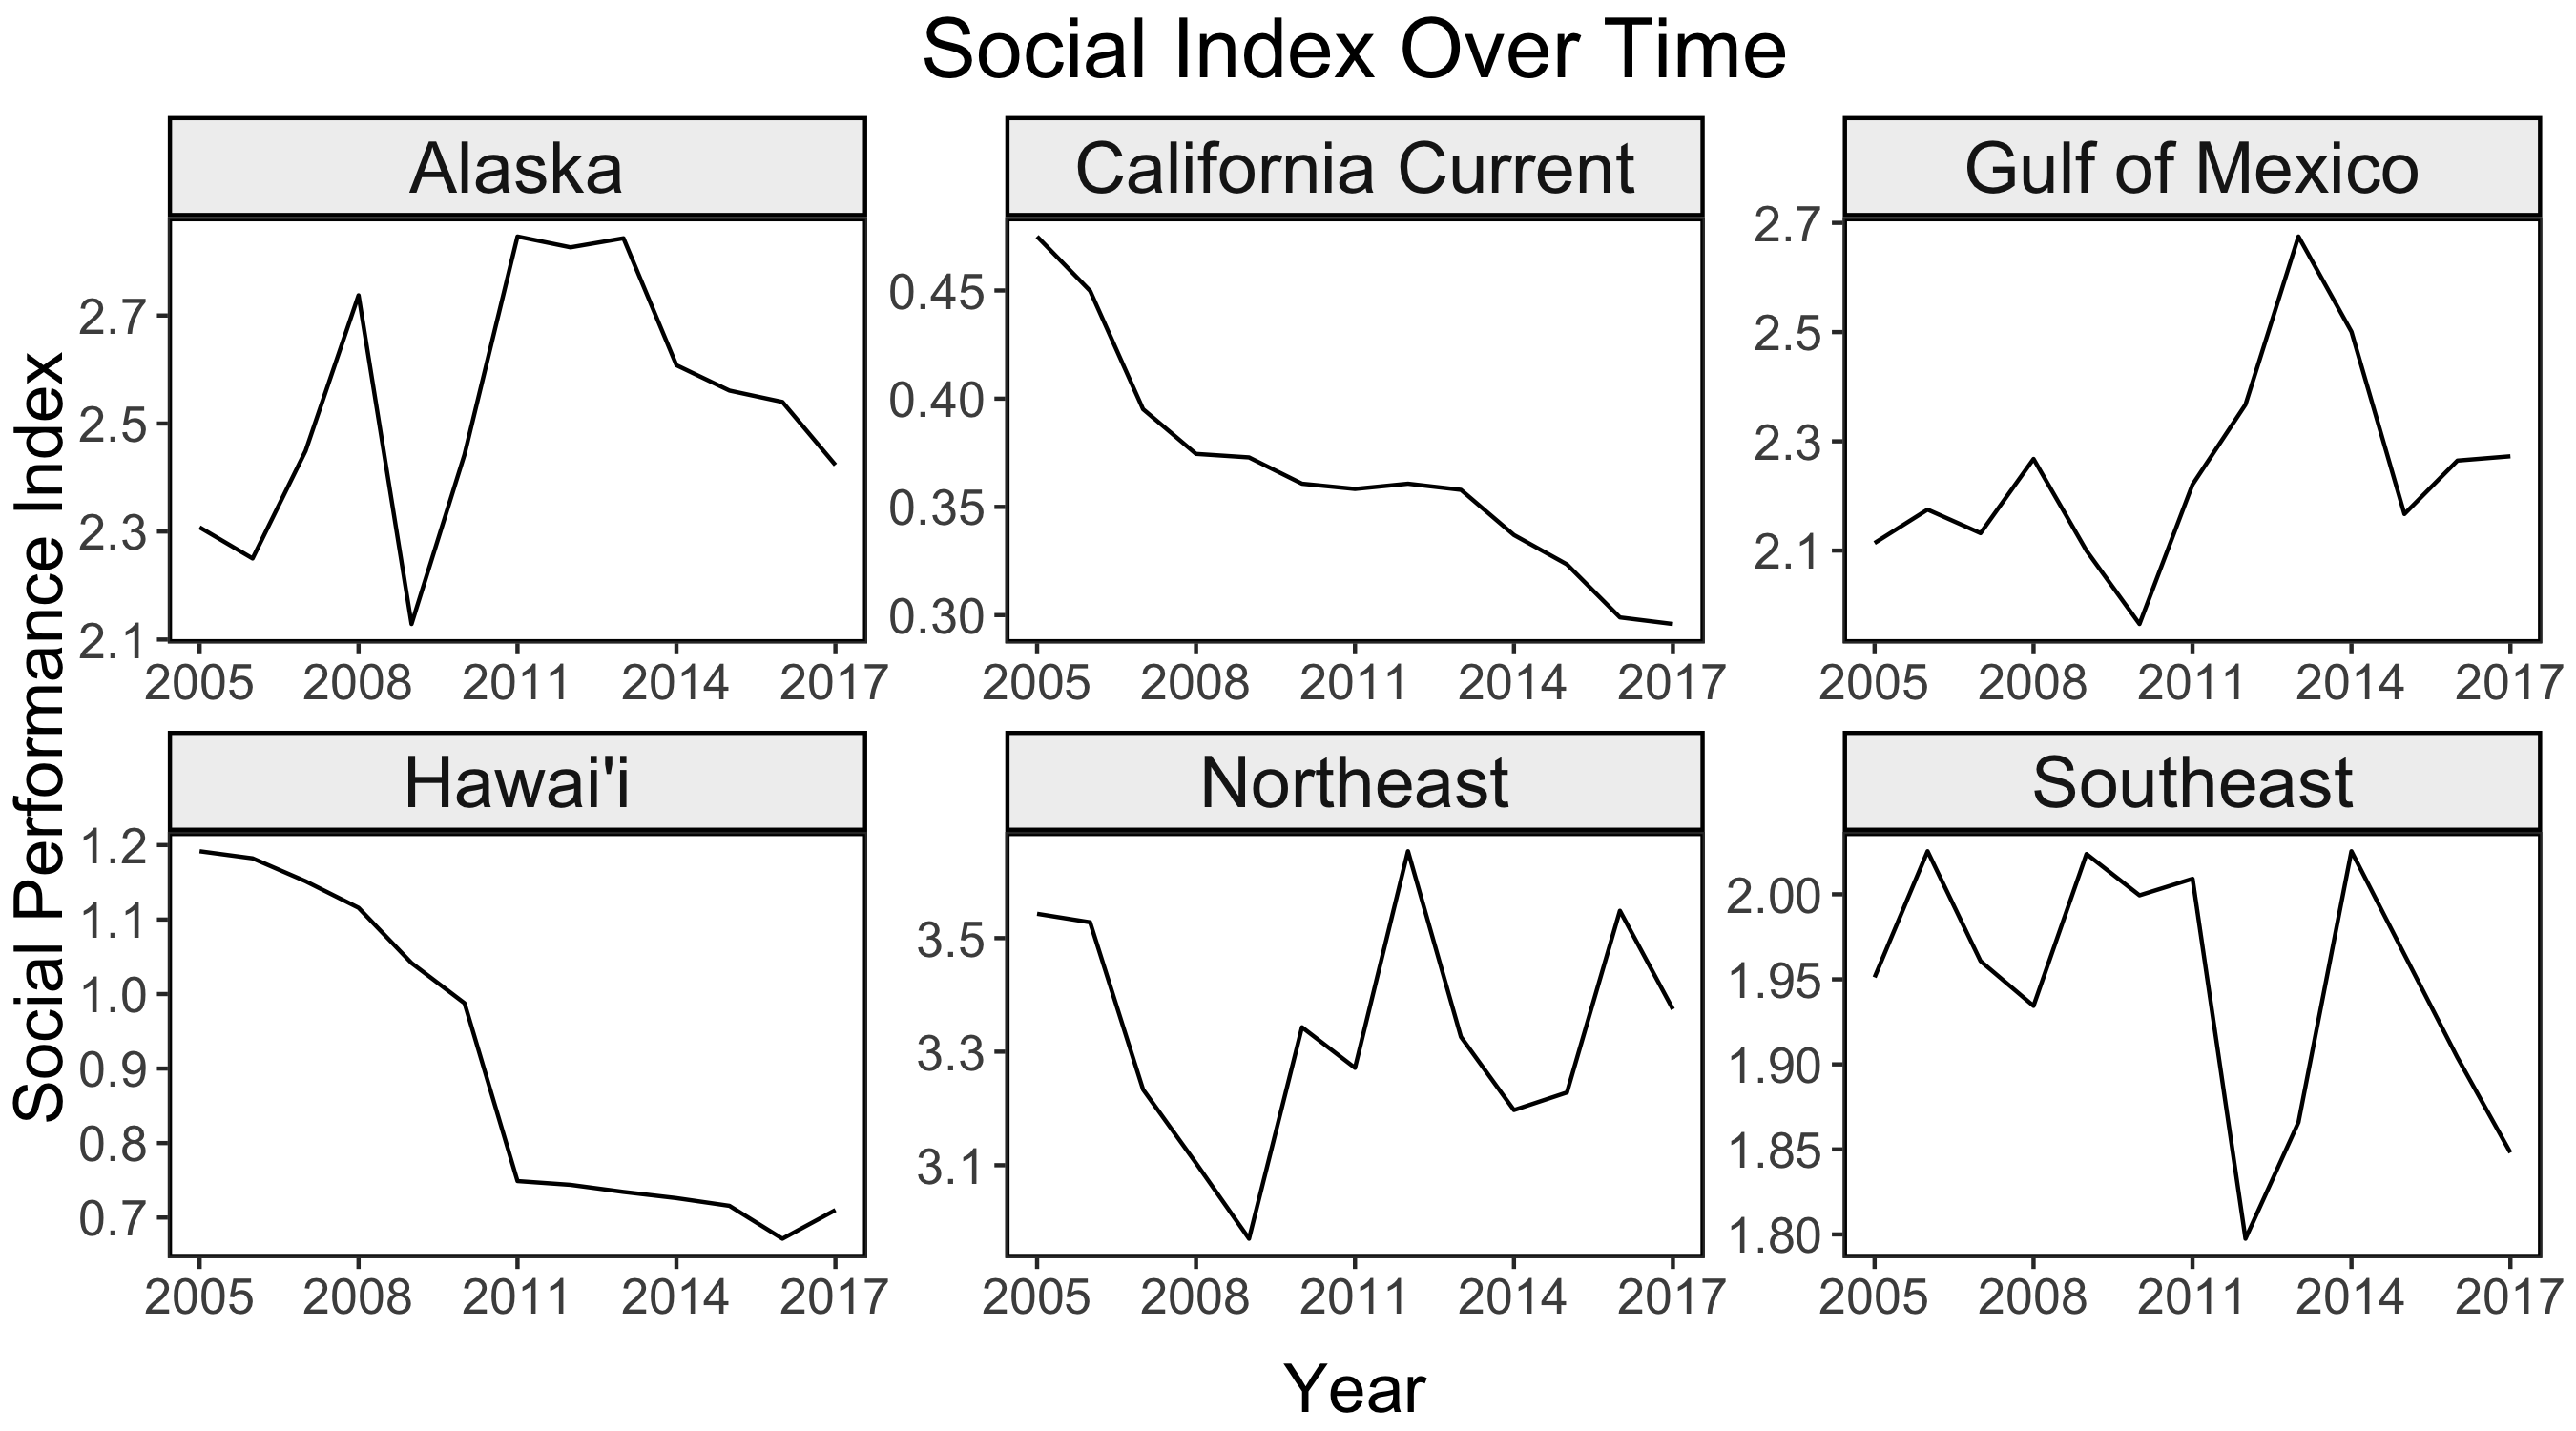 Social Index Over Time
Social Performance Index
Alaska
2.7
2.5
2.3
2.1
2005 2008 2011 2014 2017
California Current
0.45
0.40
0.35
0.30
2005 2008 2011 2014 2017
Gulf of Mexico
2.7
2.5
2.3
2.1
2005 2008 2011 2014 2017
Hawai'i
1.2
1.1
1.0
0.9
0.8
0.7
2005 2008 2011 2014 2017
Northeast
3.5
3.3
3.1
2005 2008 2011 2014 2017
Southeast
2.00
1.95
1.90
1.85
1.80
2005 2008 2011 2014 2017
Year